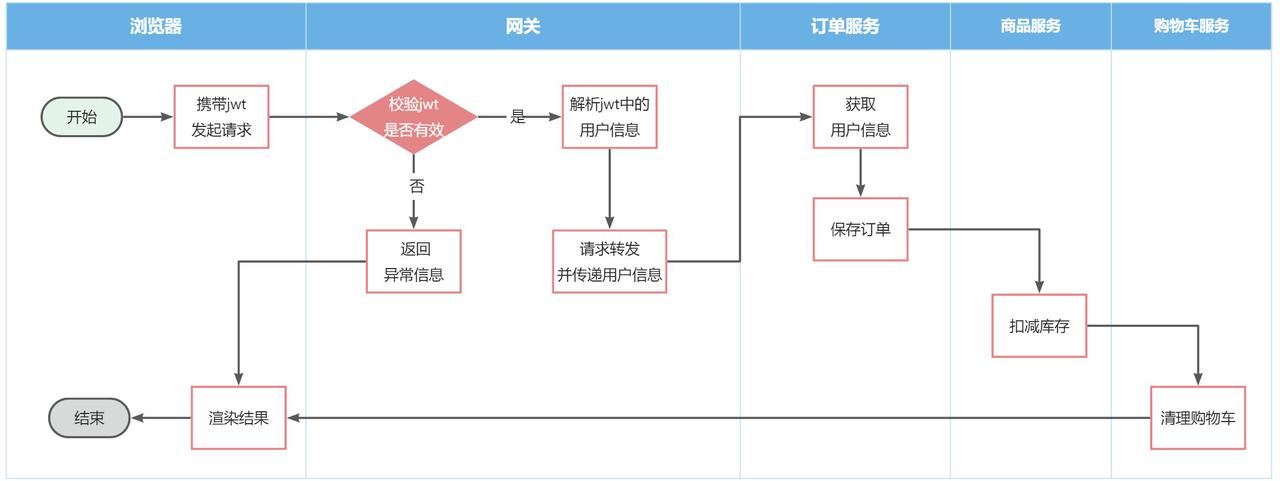 浏览器
网关
订单服务
商品服务
购物车服务
开始
携带jwt
发起请求
校验jwt
是否有效
是
解析jwt中的
用户信息
获取
用户信息
否
保存订单
返回
异常信息
请求转发
并传递用户信息
扣减库存
结束
渲染结果
清理购物车